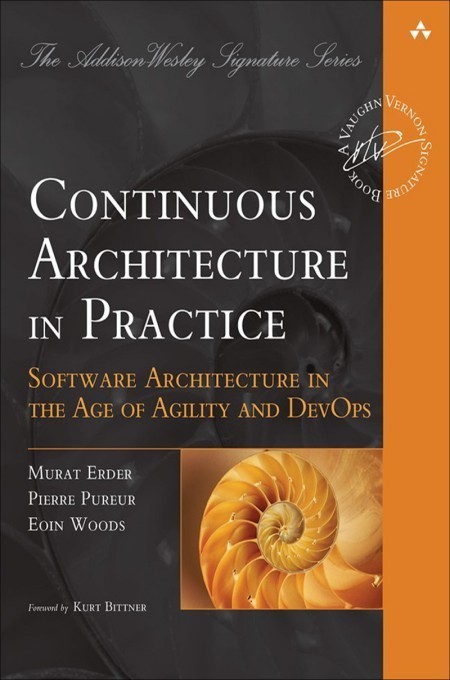 The Addison-Wesley Signature Series
A VAUGHN VERNON SIGNATURE BOOK
CONTINUOUS
ARCHITECTURE
IN PRACTICE
SOFTWARE ARCHITECTURE IN
THE AGE OF AGILITY AND DEVOPS
MURAT ERDER
PIERRE PUREUR
EOIN WOODS
Foreword by KURT BITTNER